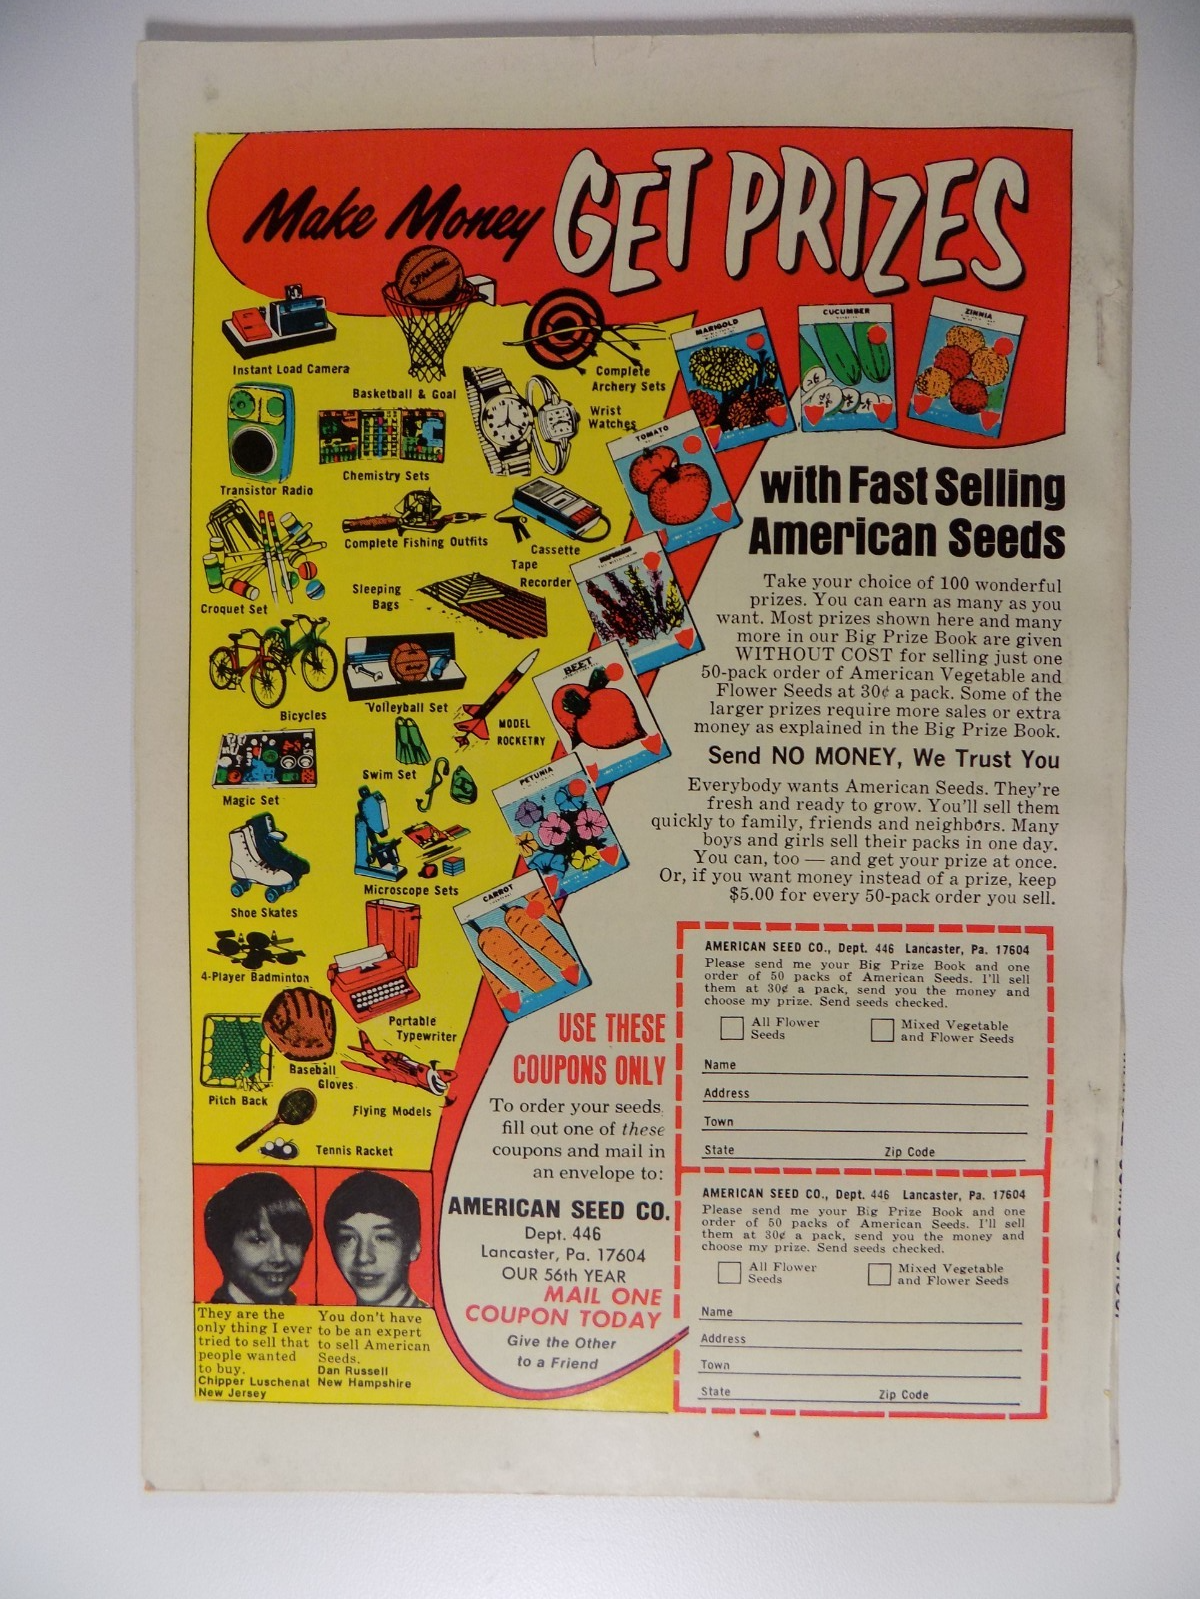 Make Money GET PRIZES
SPALDING
Instant Load Camera
Basketball & Goal
Complete
Archery Sets
Wrist
Watches
Transistor Radio
Chemistry Sets
Complete Fishing Outfits
Cassette
Tape
Recorder
Croquet Set
Sleeping
Bags
Bicycles
Volleyball Set
MODEL
ROCKETRY
Magic Set
Swim Set
Microscope Sets
Shoe Skates
4-Player Badminton
Portable
Typewriter
Baseball
Gloves
Pitch Back
Flying Models
Tennis Racket
MARIGOLD
CUCUMBER
ZINNIA
TOMATO
BEET
PETUNIA
CARROT
with Fast Selling
American Seeds
Take your choice of 100 wonderful
prizes. You can earn as many as you
want. Most prizes shown here and many
more in our Big Prize Book are given
WITHOUT COST for selling just one
50-pack order of American Vegetable and
Flower Seeds at 30¢ a pack. Some of the
larger prizes require more sales or extra
money as explained in the Big Prize Book.
Send NO MONEY, We Trust You
Everybody wants American Seeds. They're
fresh and ready to grow. You'll sell them
quickly to family, friends and neighbors. Many
boys and girls sell their packs in one day.
You can, too — and get your prize at once.
Or, if you want money instead of a prize, keep
$5.00 for every 50-pack order you sell.
USE THESE
COUPONS ONLY
To order your seeds
fill out one of these
coupons and mail in
an envelope to:
AMERICAN SEED CO.
Dept. 446
Lancaster, Pa. 17604
OUR 56th YEAR
MAIL ONE
COUPON TODAY
Give the Other
to a Friend
They are the
only thing I ever
tried to sell that
people wanted
to buy.
Chipper Luschenat
New Jersey
You don't have
to be an expert
to sell American
Seeds.
Dan Russell
New Hampshire
AMERICAN SEED CO., Dept. 446 Lancaster, Pa. 17604
Please send me your Big Prize Book and one
order of 50 packs of American Seeds. I'll sell
them at 30¢ a pack, send you the money and
choose my prize. Send seeds checked.
All Flower
Seeds
Mixed Vegetable
and Flower Seeds
Name
Address
Town
State Zip Code
AMERICAN SEED CO., Dept. 446 Lancaster, Pa. 17604
Please send me your Big Prize Book and one
order of 50 packs of American Seeds. I'll sell
them at 30¢ a pack, send you the money and
choose my prize. Send seeds checked.
All Flower
Seeds
Mixed Vegetable
and Flower Seeds
Name
Address
Town
State Zip Code